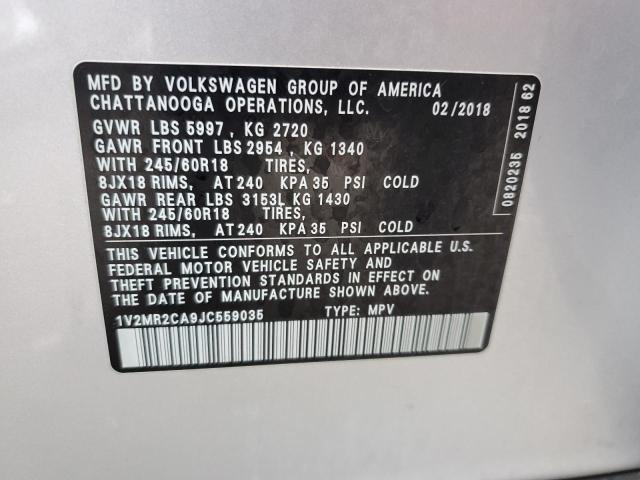 MFD BY VOLKSWAGEN GROUP OF AMERICA
CHATTANOOGA OPERATIONS, LLC. 02/2018
GVWR LBS 5997, KG 2720
GAWR FRONT LBS 2954, KG 1340
WITH 245/60R18 TIRES,
8JX18 RIMS, AT 240 KPA 35 PSI COLD
GAWR REAR LBS 3153L KG 1430
WITH 245/60R18 TIRES,
8JX18 RIMS, AT 240 KPA 35 PSI COLD
THIS VEHICLE CONFORMS TO ALL APPLICABLE U.S.
FEDERAL MOTOR VEHICLE SAFETY AND
THEFT PREVENTION STANDARDS IN EFFECT ON
THE DATE OF MANUFACTURE SHOWN ABOVE.
1V2MR2CA9JC559035 TYPE: MPV
0820235 2018 62